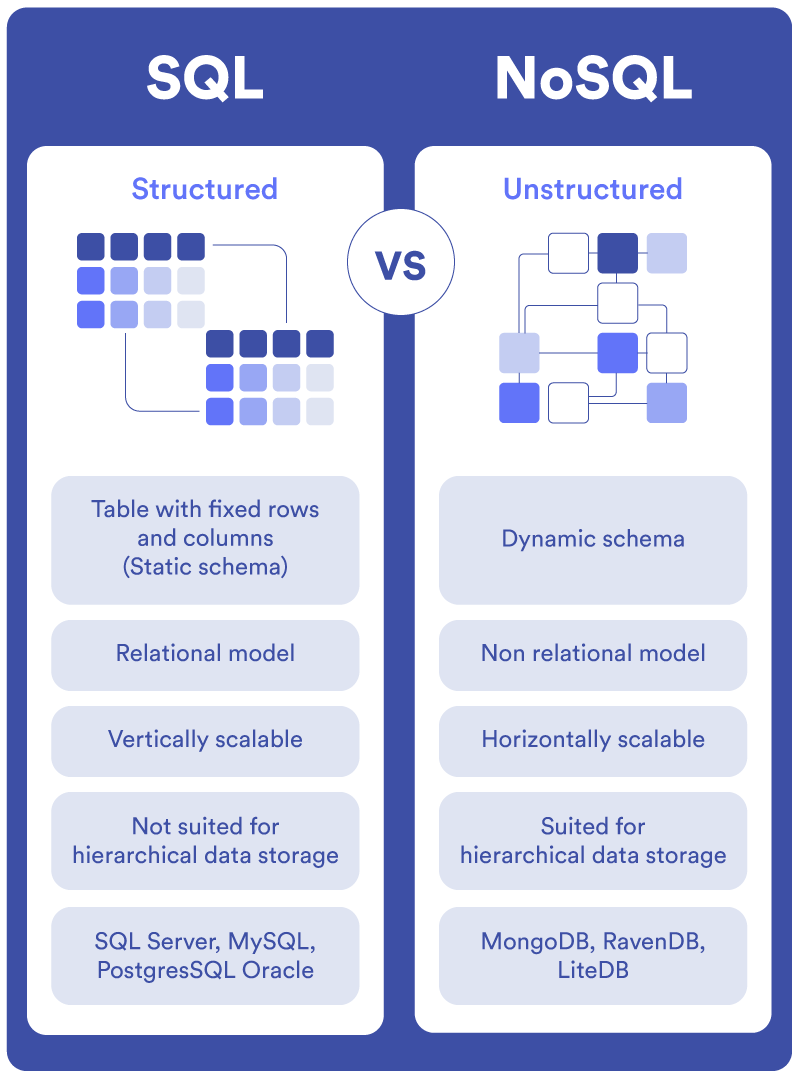 SQL
NoSQL
Structured
Unstructured
VS
Table with fixed rows
and columns
(Static schema)
Dynamic schema
Relational model
Non relational model
Vertically scalable
Horizontally scalable
Not suited for
hierarchical data storage
Suited for
hierarchical data storage
SQL Server, MySQL,
PostgresSQL Oracle
MongoDB, RavenDB,
LiteDB